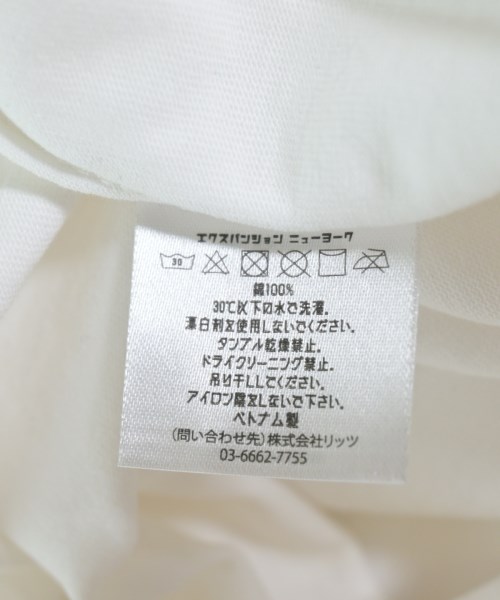 エクスパンション ニューヨーク
30
綿100%
30℃以下の水で洗濯.
漂白剤を使用しないでください.
タンブル乾燥禁止.
ドライクリーニング禁止.
吊り干ししてください.
アイロン掛をしないで下さい.
ベトナム製
(問い合わせ先)株式会社リッツ
03-6662-7755